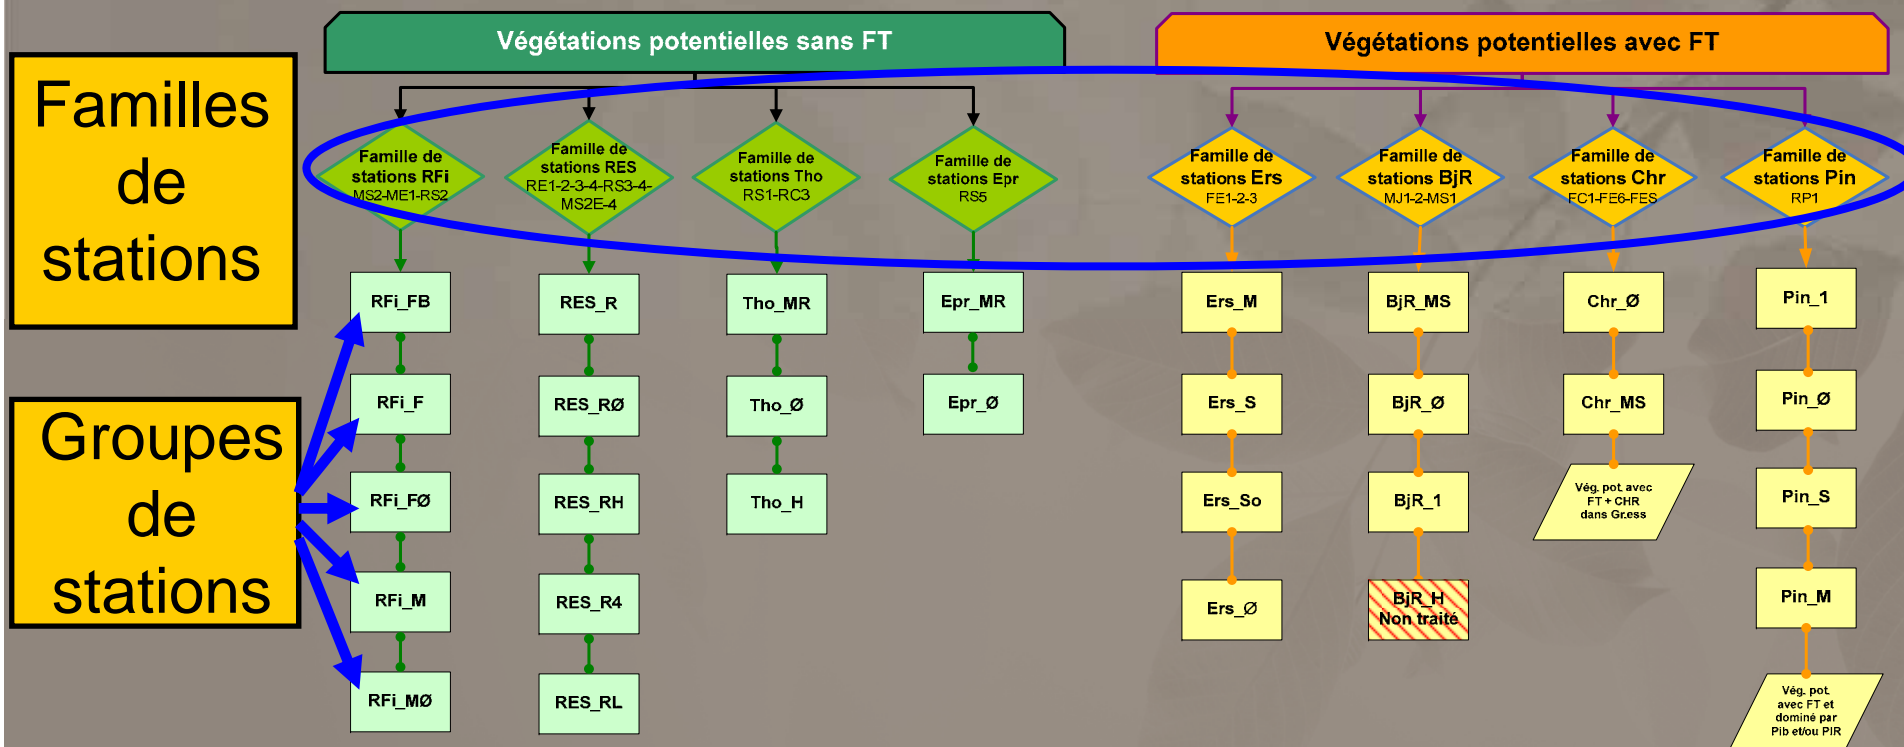 Végétations potentielles sans FT
Végétations potentielles avec FT
Familles
de
stations
Groupes
de
stations
Famille de
stations RFi
MS2-ME1-RS2
Famille de
stations RES
RE1-2-3-4-RS3-4-
MS2E-4
Famille de
stations Tho
RS1-RC3
Famille de
stations Epr
RS5
Famille de
stations Ers
FE1-2-3
Famille de
stations BjR
MJ1-2-MS1
Famille de
stations Chr
FC1-FE6-FES
Famille de
stations Pin
RP1
RFi_FB
RFi_F
RFi_FØ
RFi_M
RFi_MØ
RES_R
RES_RØ
RES_RH
RES_R4
RES_RL
Tho_MR
Tho_Ø
Tho_H
Epr_MR
Epr_Ø
Ers_M
Ers_S
Ers_So
Ers_Ø
BjR_MS
BjR_Ø
BjR_1
BjR_H
Non traité
Chr_Ø
Chr_MS
Vég. pot. avec
FT + CHR
dans Gr.ess
Pin_1
Pin_Ø
Pin_S
Pin_M
Vég. pot.
avec FT et
dominé par
Pib et/ou PIR